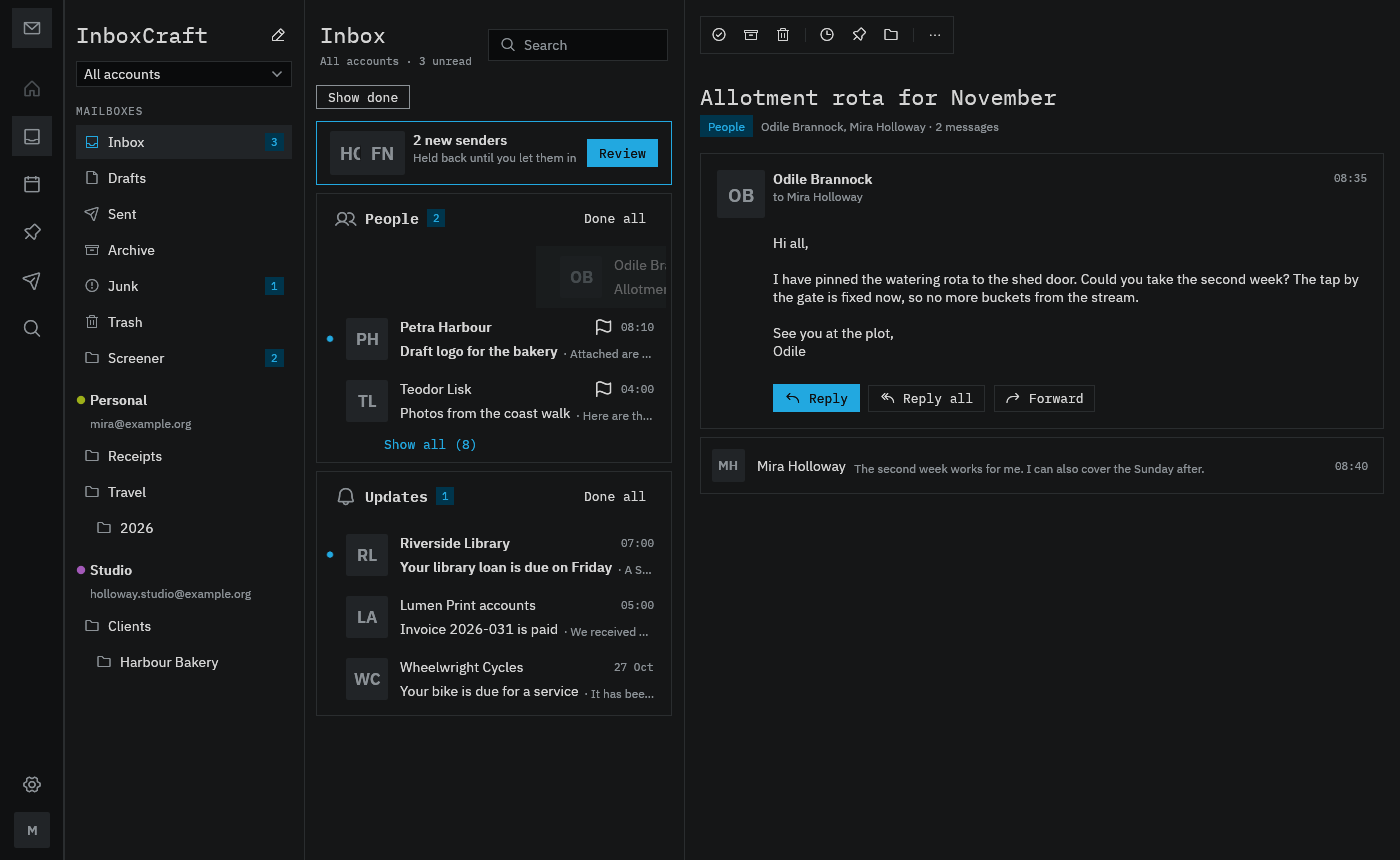 InboxCraft
All accounts
MAILBOXES
Inbox 3
Drafts
Sent
Archive
Junk 1
Trash
Screener 2
Personal
mira@example.org
Receipts
Travel
2026
Studio
holloway.studio@example.org
Clients
Harbour Bakery
M
Inbox
All accounts · 3 unread
Search
Show done
FN
2 new senders
Held back until you let them in
Review
People 2 Done all
OB
Odile
PH
Petra Harbour 08:10
Draft logo for the bakery · Attached are ...
TL
Teodor Lisk 04:00
Photos from the coast walk · Here are th...
Show all (8)
Updates 1 Done all
RL
Riverside Library 07:00
Your library loan is due on Friday · A S...
LA
Lumen Print accounts 05:00
Invoice 2026-031 is paid · We received ...
WC
Wheelwright Cycles 27 Oct
Your bike is due for a service · It has bee...
Allotment rota for November
People Odile Brannock, Mira Holloway · 2 messages
OB
Odile Brannock 08:35
to Mira Holloway
Hi all,
I have pinned the watering rota to the shed door. Could you take the second week? The tap by
the gate is fixed now, so no more buckets from the stream.
See you at the plot,
Odile
Reply Reply all Forward
MH Mira Holloway The second week works for me. I can also cover the Sunday after. 08:40